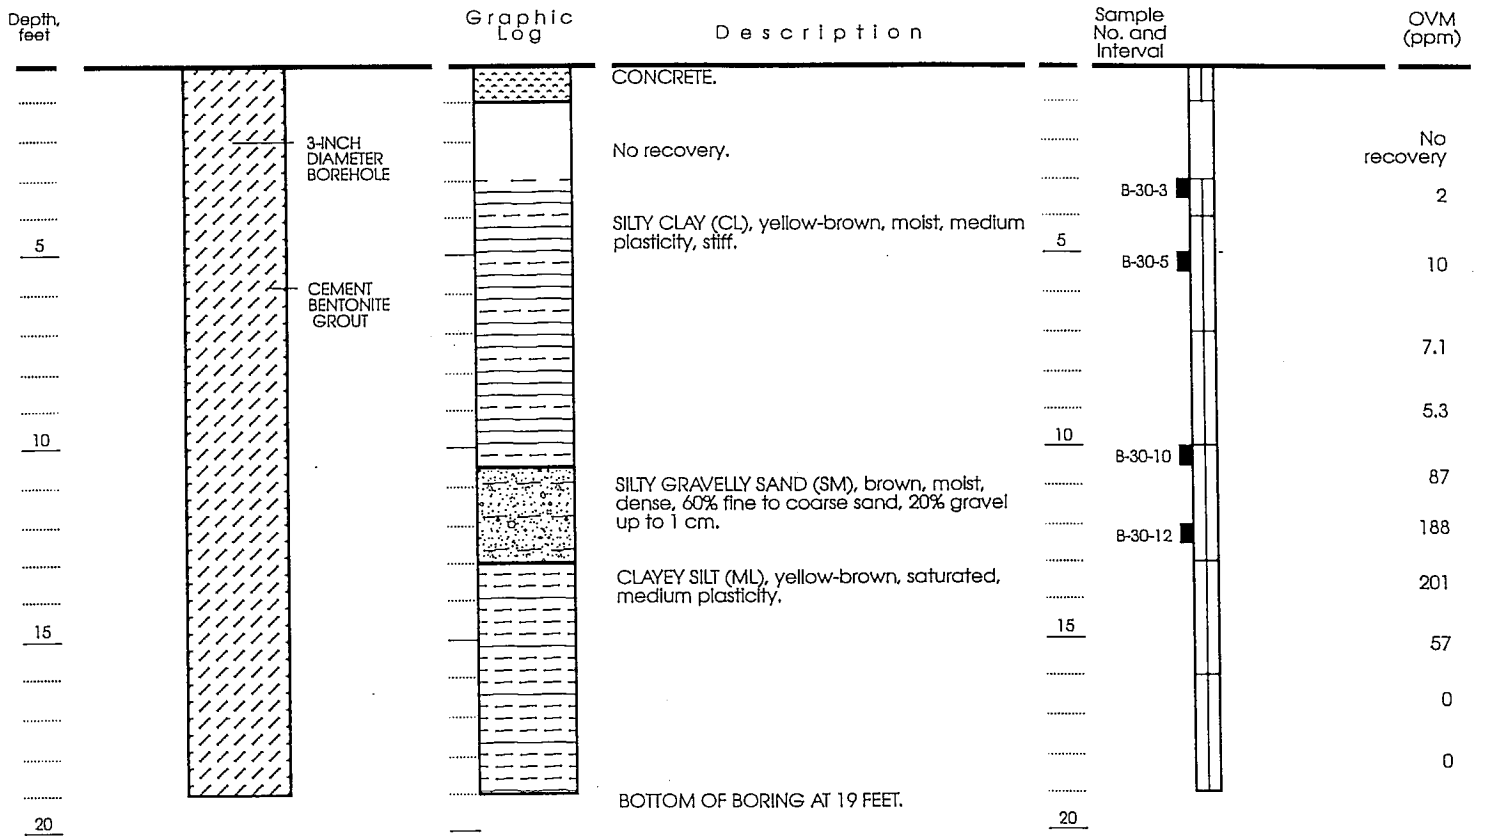 Depth,
feet
Graphic
Log
Description
Sample
No. and
Interval
OVM
(ppm)
CONCRETE.
3-INCH
DIAMETER
BOREHOLE
No recovery.
No
recovery
B-30-3
2
SILTY CLAY (CL), yellow-brown, moist, medium
plasticity, stiff.
5
5
B-30-5
10
CEMENT
BENTONITE
GROUT
7.1
5.3
10
10
B-30-10
87
SILTY GRAVELLY SAND (SM), brown, moist,
dense, 60% fine to coarse sand, 20% gravel
up to 1 cm.
B-30-12
188
CLAYEY SILT (ML), yellow-brown, saturated,
medium plasticity.
201
15
15
57
0
0
BOTTOM OF BORING AT 19 FEET.
20
20